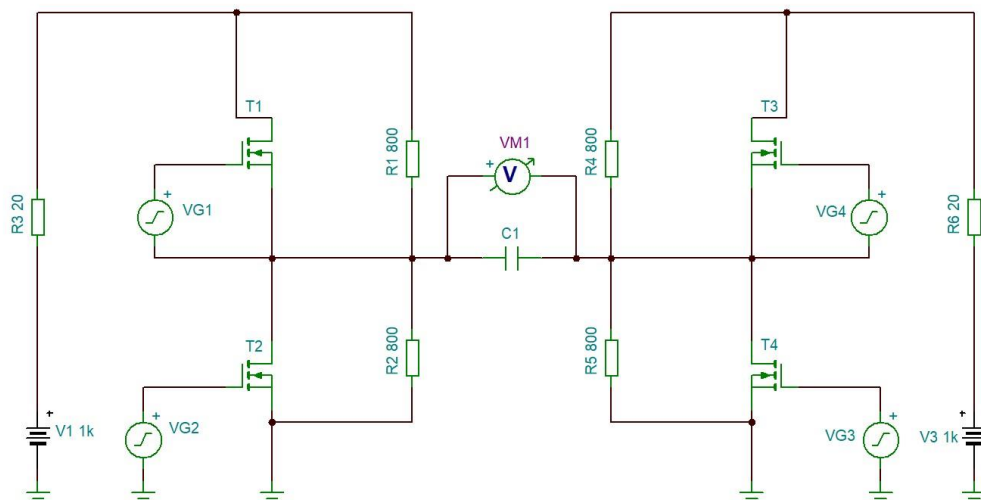 T1
T3
VM1
R1 800
R4 800
+
+
+
V
VG1
VG4
R3 20
R6 20
C1
T2
T4
R2 800
R5 800
+
+
+
+
V1 1k
VG2
VG3
V3 1k